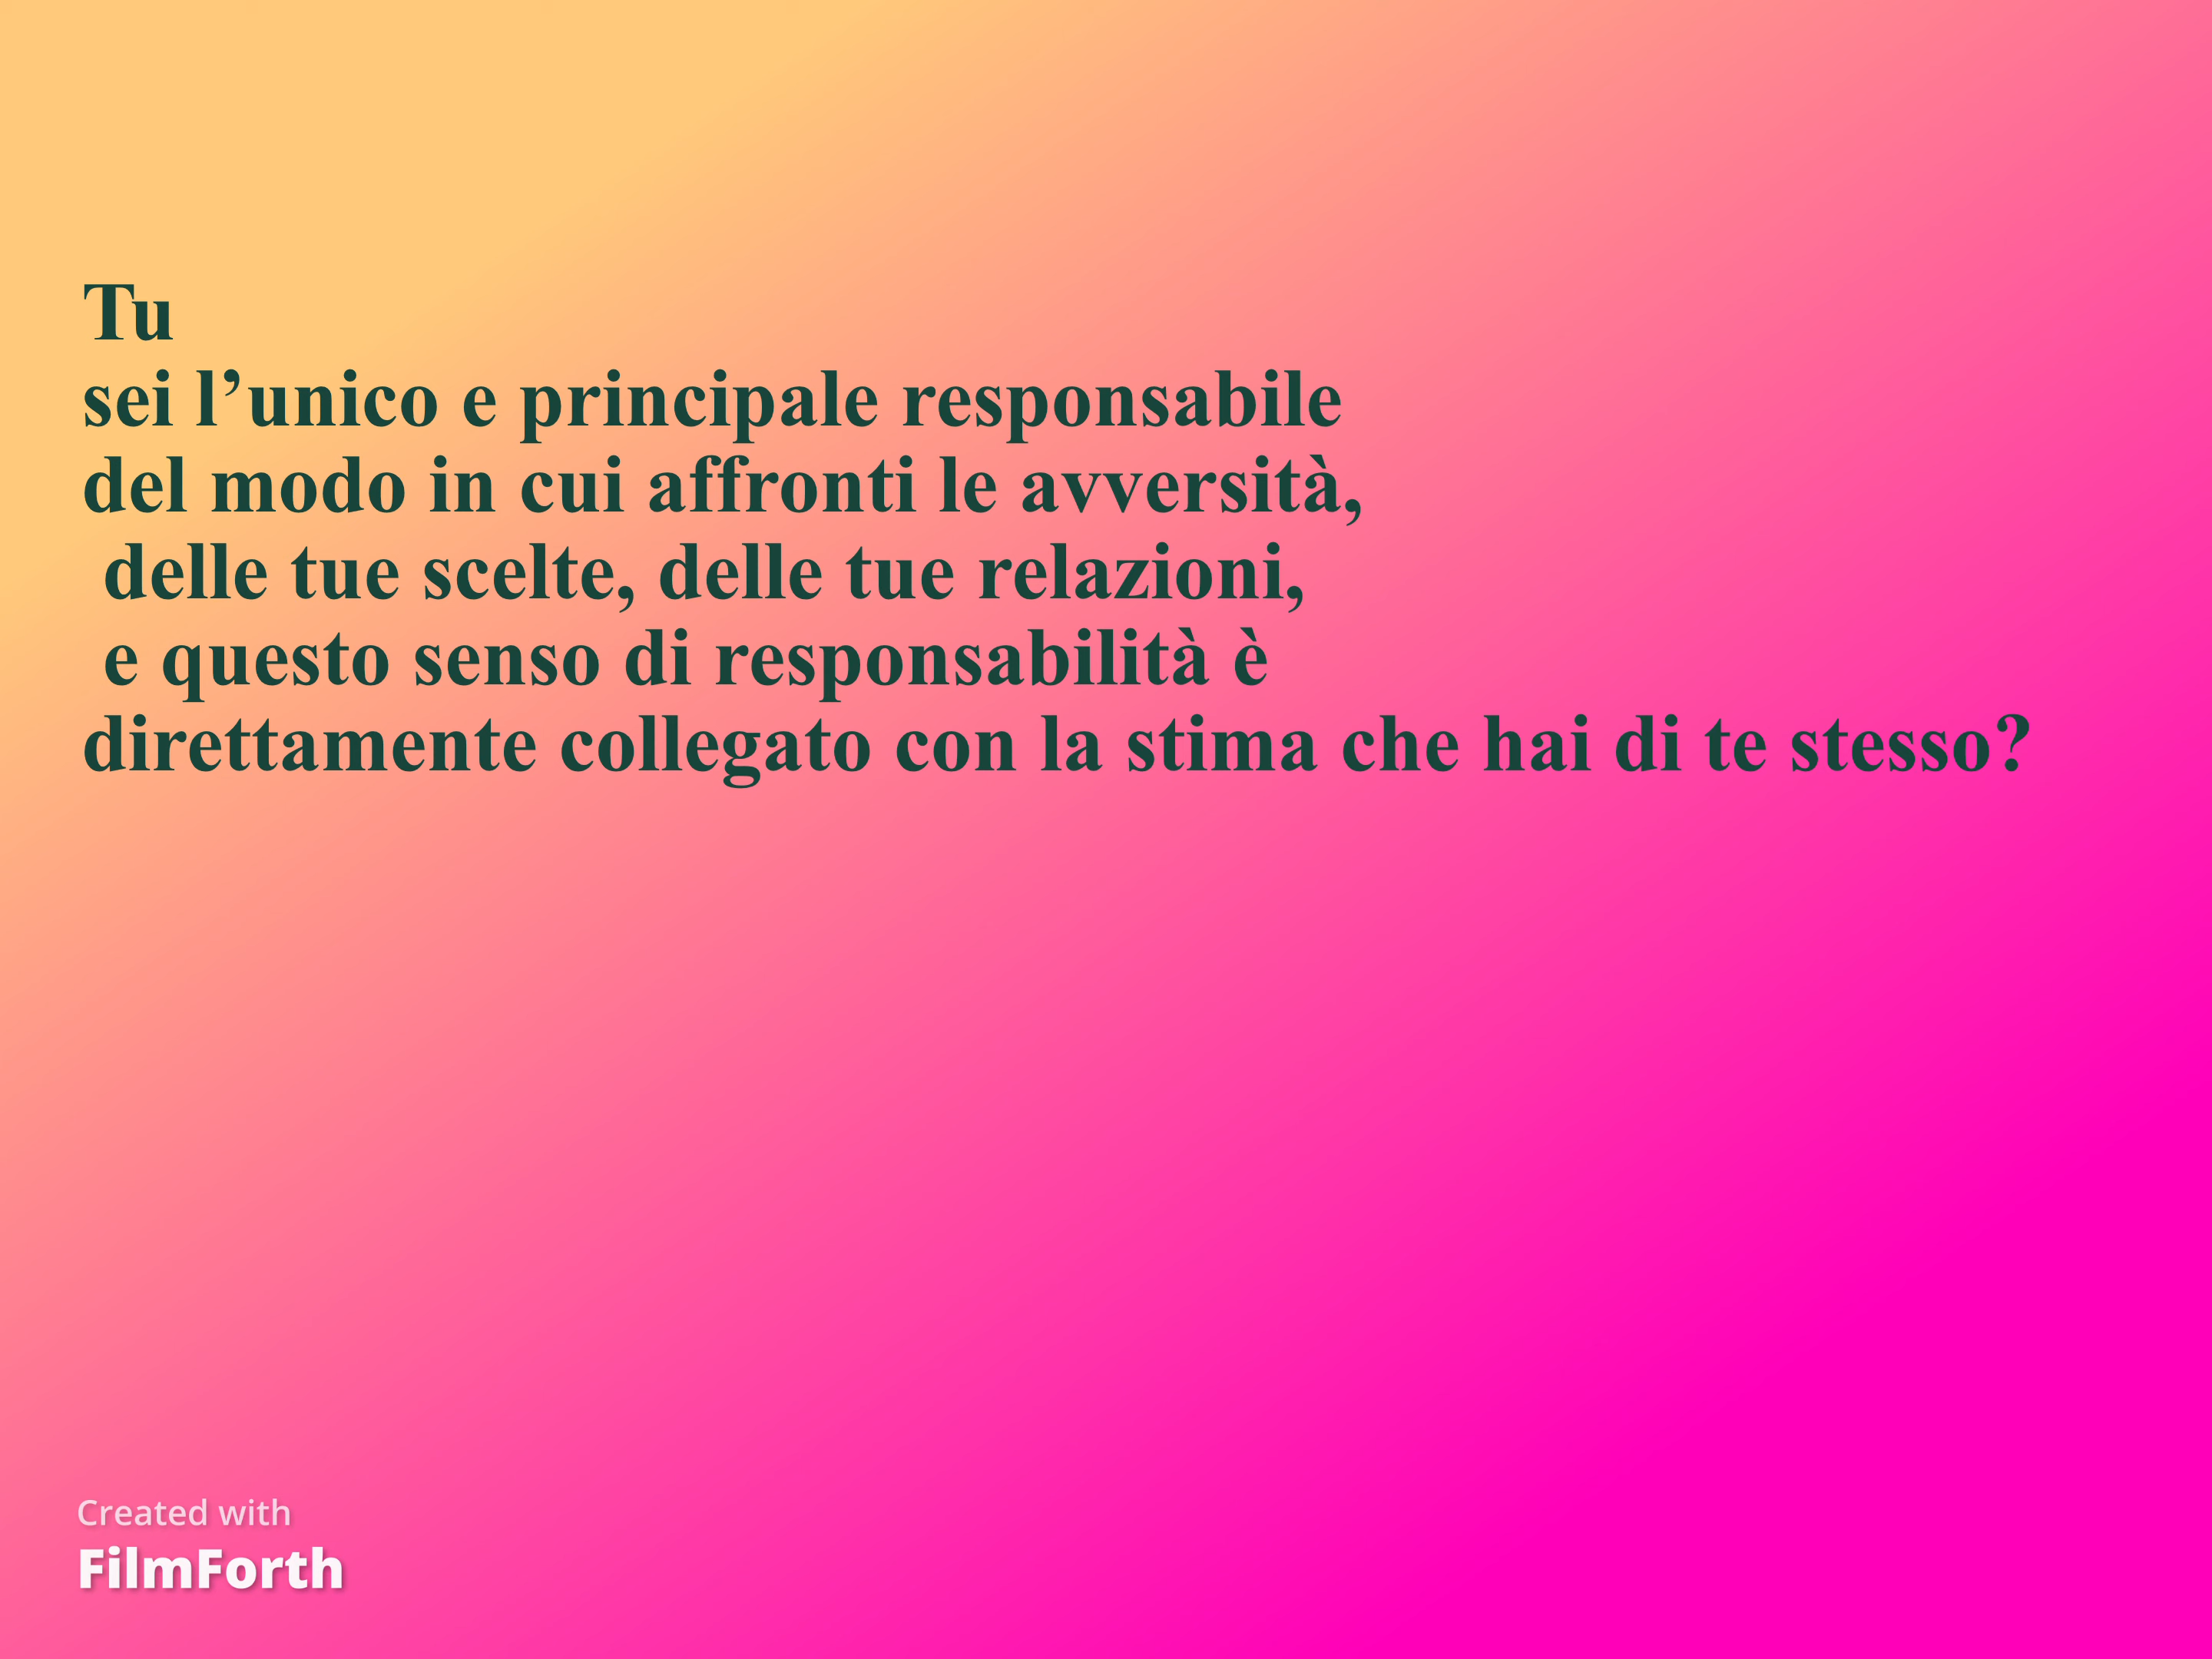 Tu
sei l’unico e principale responsabile
del modo in cui affronti le avversità,
delle tue scelte, delle tue relazioni,
e questo senso di responsabilità è
direttamente collegato con la stima che hai di te stesso?
Created with
FilmForth